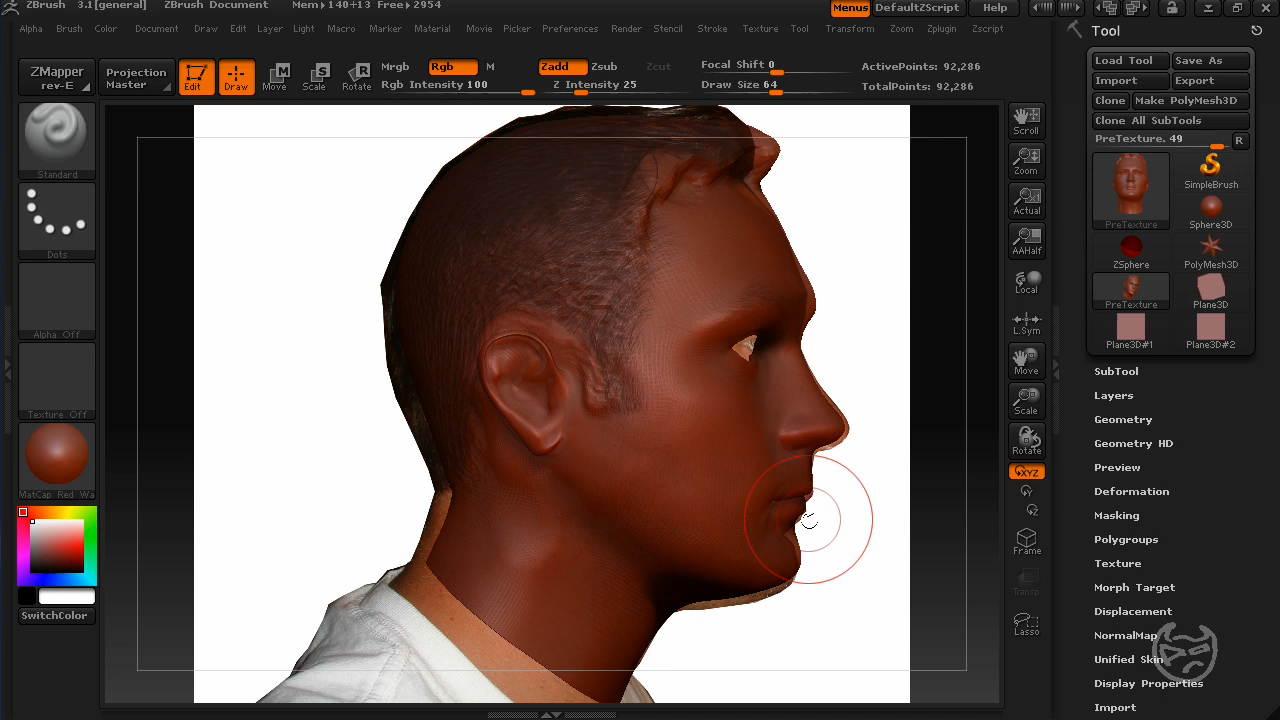 ZBrush 3.1[general] ZBrush Document Mem▸140+13 Free▸2954 Menus DefaultZScript Help
Alpha Brush Color Document Draw Edit Layer Light Macro Marker Material Movie Picker Preferences Render Stencil Stroke Texture Tool Transform Zoom Zplugin Zscript
Tool
ZMapper
rev-E
Projection
Master
Edit
Draw
Move
Scale
Rotate
Mrgb Rgb M
Rgb Intensity 100
Zadd Zsub Zcut
Z Intensity 25
Focal Shift 0
Draw Size 64
ActivePoints: 92,286
TotalPoints: 92,286
Standard
Dots
Alpha Off
Texture Off
MatCap Red Wa
SwitchColor
Scroll
Zoom
Actual
AAHalf
Local
L.Sym
Move
Scale
Rotate
XYZ
Y
Z
Frame
Transp
Lasso
Load Tool Save As
Import Export
Clone Make PolyMesh3D
Clone All SubTools
PreTexture. 49 R
PreTexture
SimpleBrush
Sphere3D
ZSphere
PolyMesh3D
PreTexture
Plane3D
Plane3D#1
Plane3D#2
SubTool
Layers
Geometry
Geometry HD
Preview
Deformation
Masking
Polygroups
Texture
Morph Target
Displacement
NormalMap
Unified Skin
Display Properties
Import